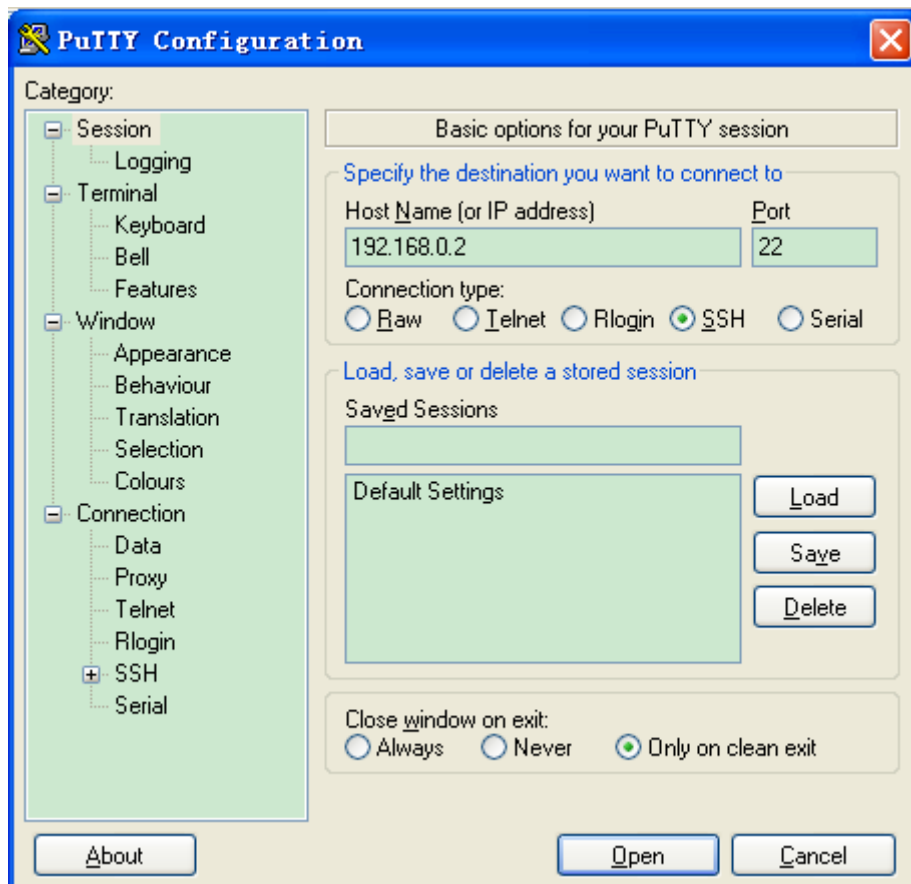 PuTTY Configuration
Category:
Session
Logging
Terminal
Keyboard
Bell
Features
Window
Appearance
Behaviour
Translation
Selection
Colours
Connection
Data
Proxy
Telnet
Rlogin
SSH
Serial
Basic options for your PuTTY session
Specify the destination you want to connect to
Host Name (or IP address) Port
192.168.0.2 22
Connection type:
Raw Telnet Rlogin SSH Serial
Load, save or delete a stored session
Saved Sessions
Default Settings
Load
Save
Delete
Close window on exit:
Always Never Only on clean exit
About Open Cancel